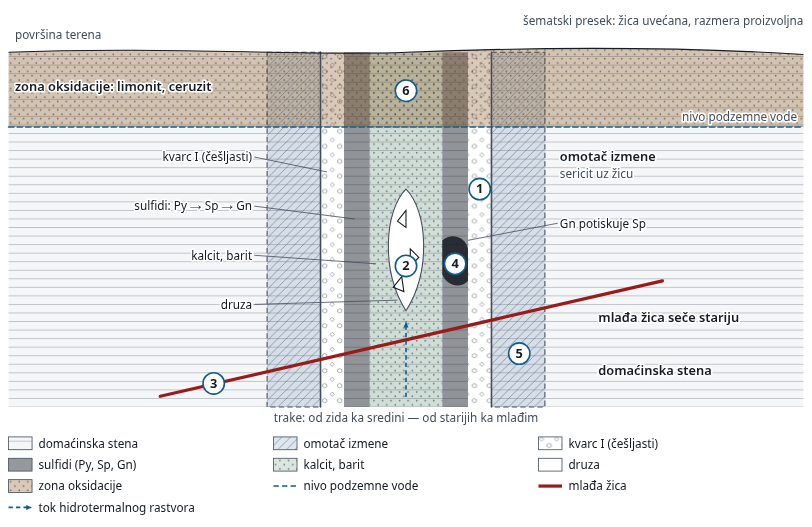 šematski presek: žica uvećana, razmera proizvoljna
površina terena
zona oksidacije: limonit, ceruzit
6
nivo podzemne vode
kvarc I (češljasti)
omotač izmene
sericit uz žicu
1
sulfidi: Py → Sp → Gn
Gn potiskuje Sp
kalcit, barit
2
4
druza
mlađa žica seče stariju
5
domaćinska stena
3
trake: od zida ka sredini — od starijih ka mlađim
domaćinska stena
omotač izmene
kvarc I (češljasti)
sulfidi (Py, Sp, Gn)
kalcit, barit
druza
zona oksidacije
nivo podzemne vode
mlađa žica
tok hidrotermalnog rastvora